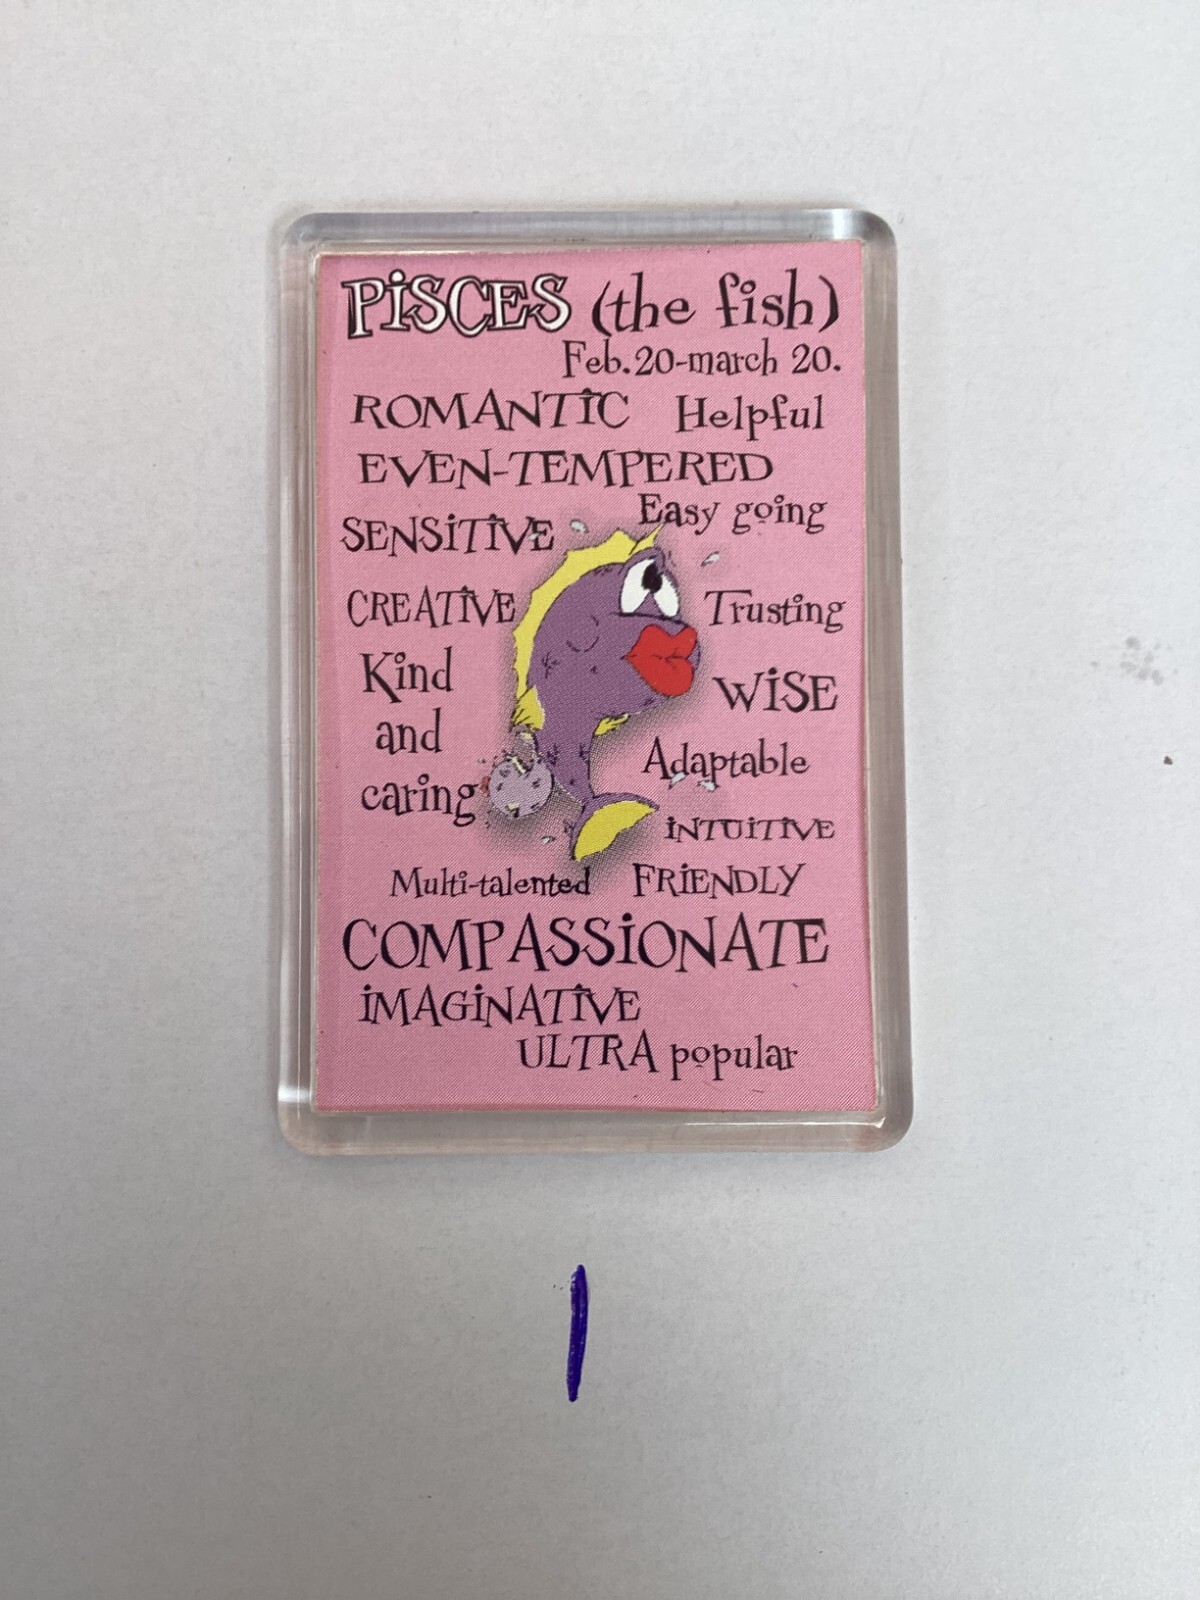 PiSCES (the fish)
Feb.20-march 20.
ROMANTiC Helpful
EVEN-TEMPERED
Easy going
SENSiTiVE
CREATiVE Trusting
Kind
and
caring
WiSE
Adaptable
iNTUiTiVE
Multi-talented FRiENDLY
COMPASSiONATE
iMAGiNATiVE
ULTRA popular
1